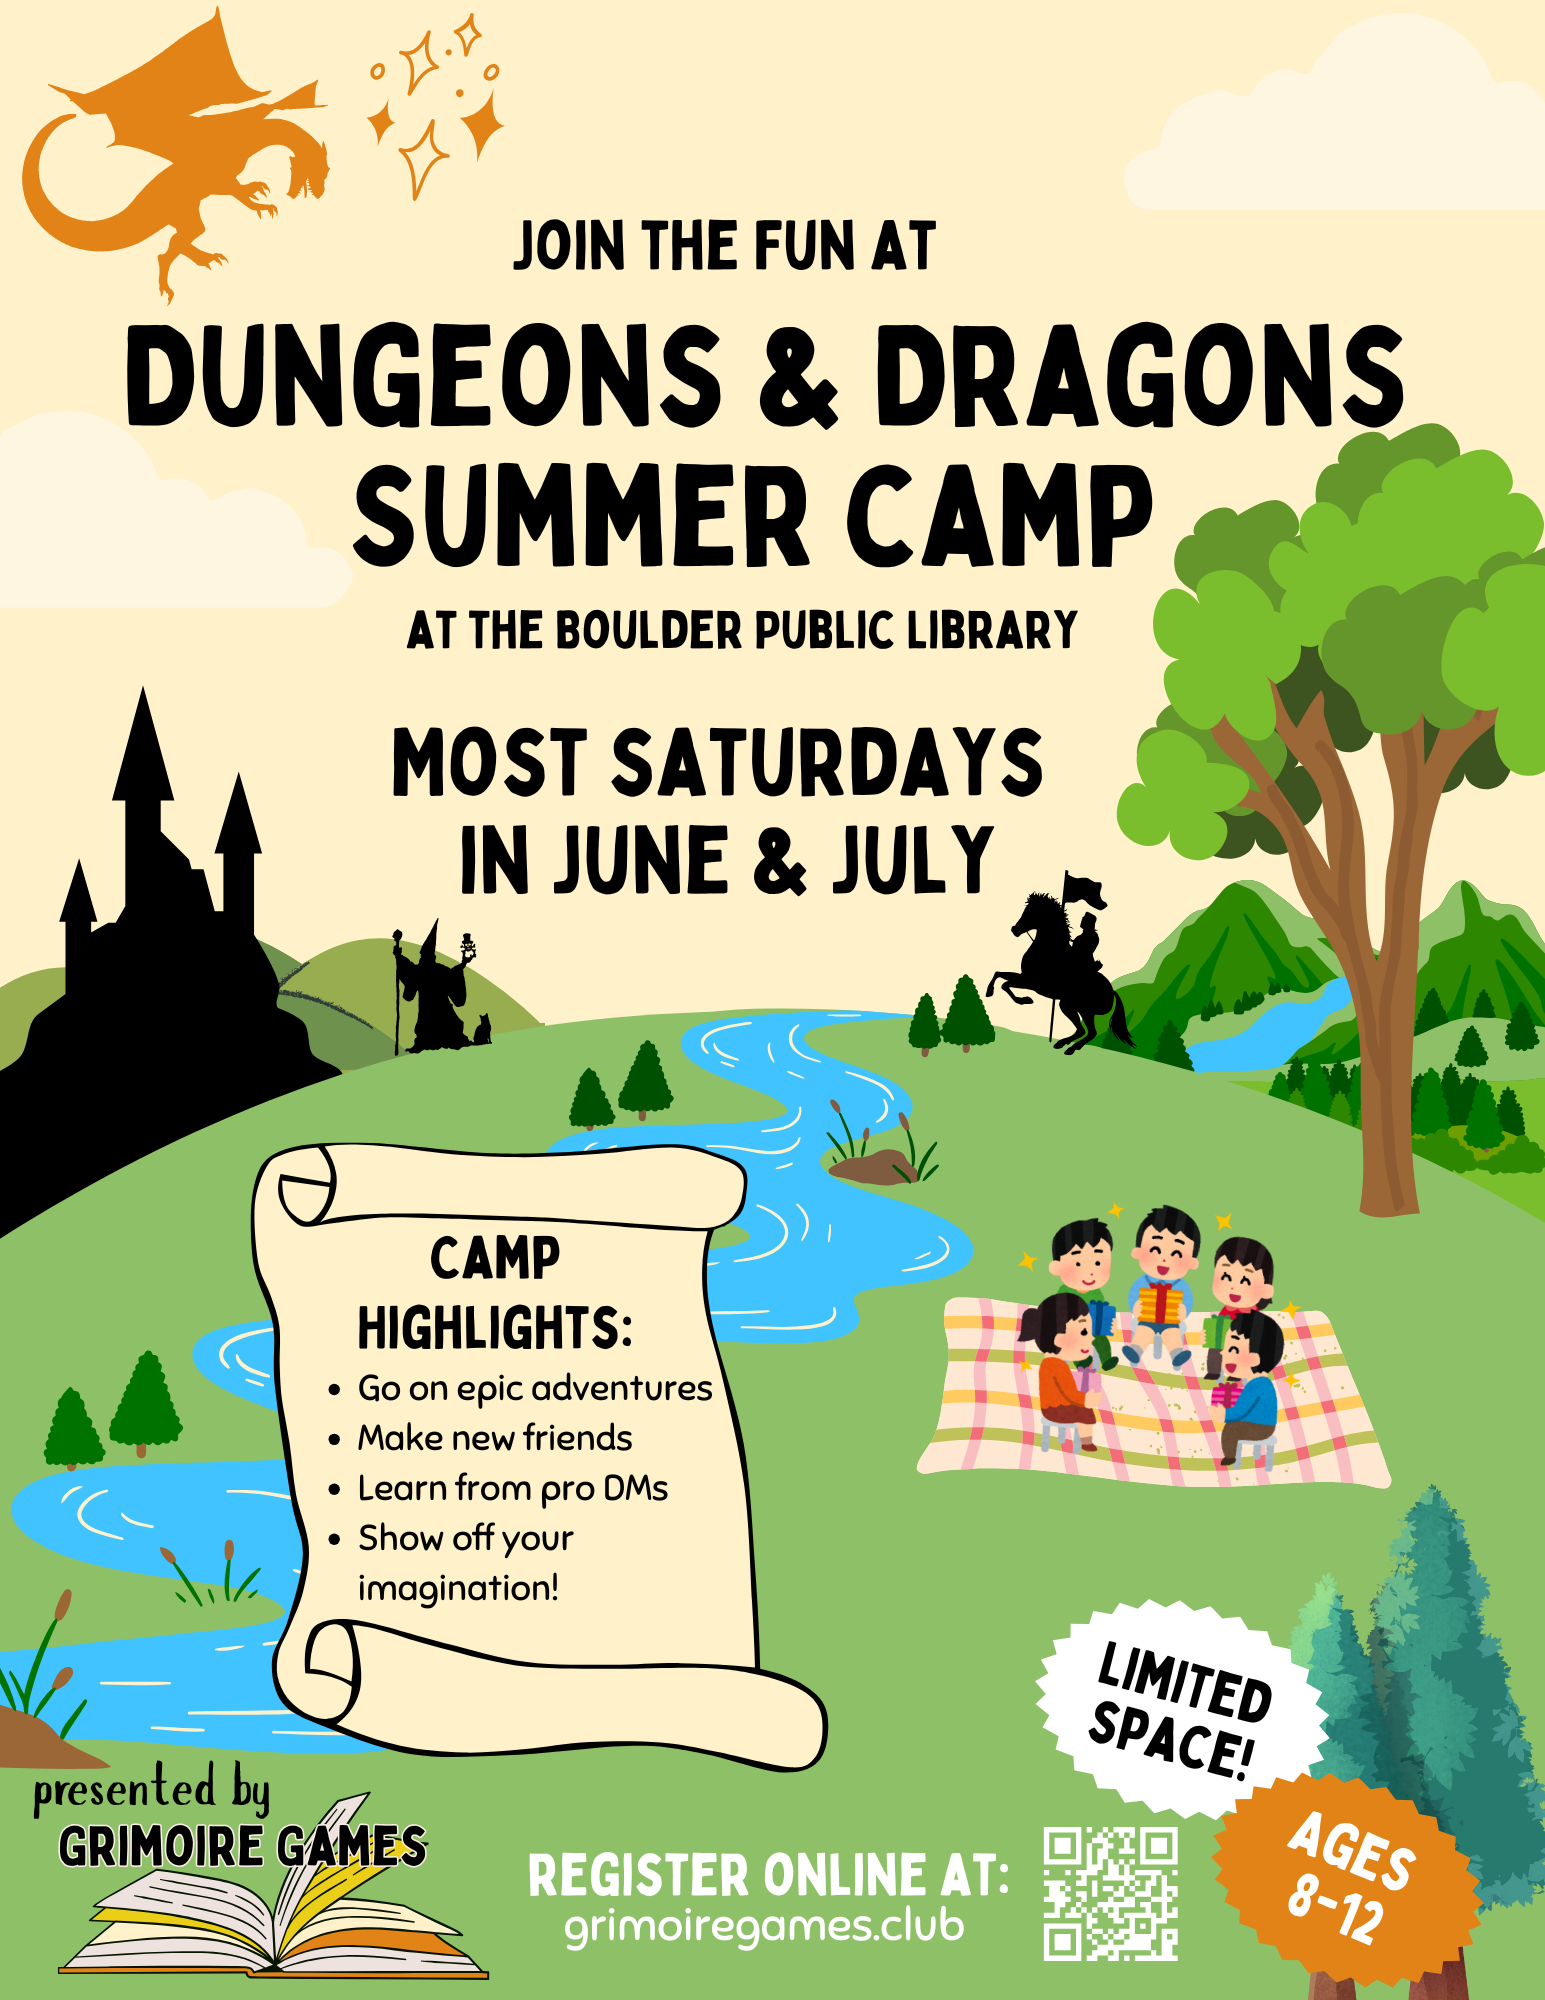 JOIN THE FUN AT
DUNGEONS & DRAGONS
SUMMER CAMP
AT THE BOULDER PUBLIC LIBRARY
MOST SATURDAYS
IN JUNE & JULY
CAMP
HIGHLIGHTS:
• Go on epic adventures
• Make new friends
• Learn from pro DMs
• Show off your
imagination!
LIMITED
SPACE!
AGES
8-12
presented by
GRIMOIRE GAMES
REGISTER ONLINE AT:
grimoiregames.club